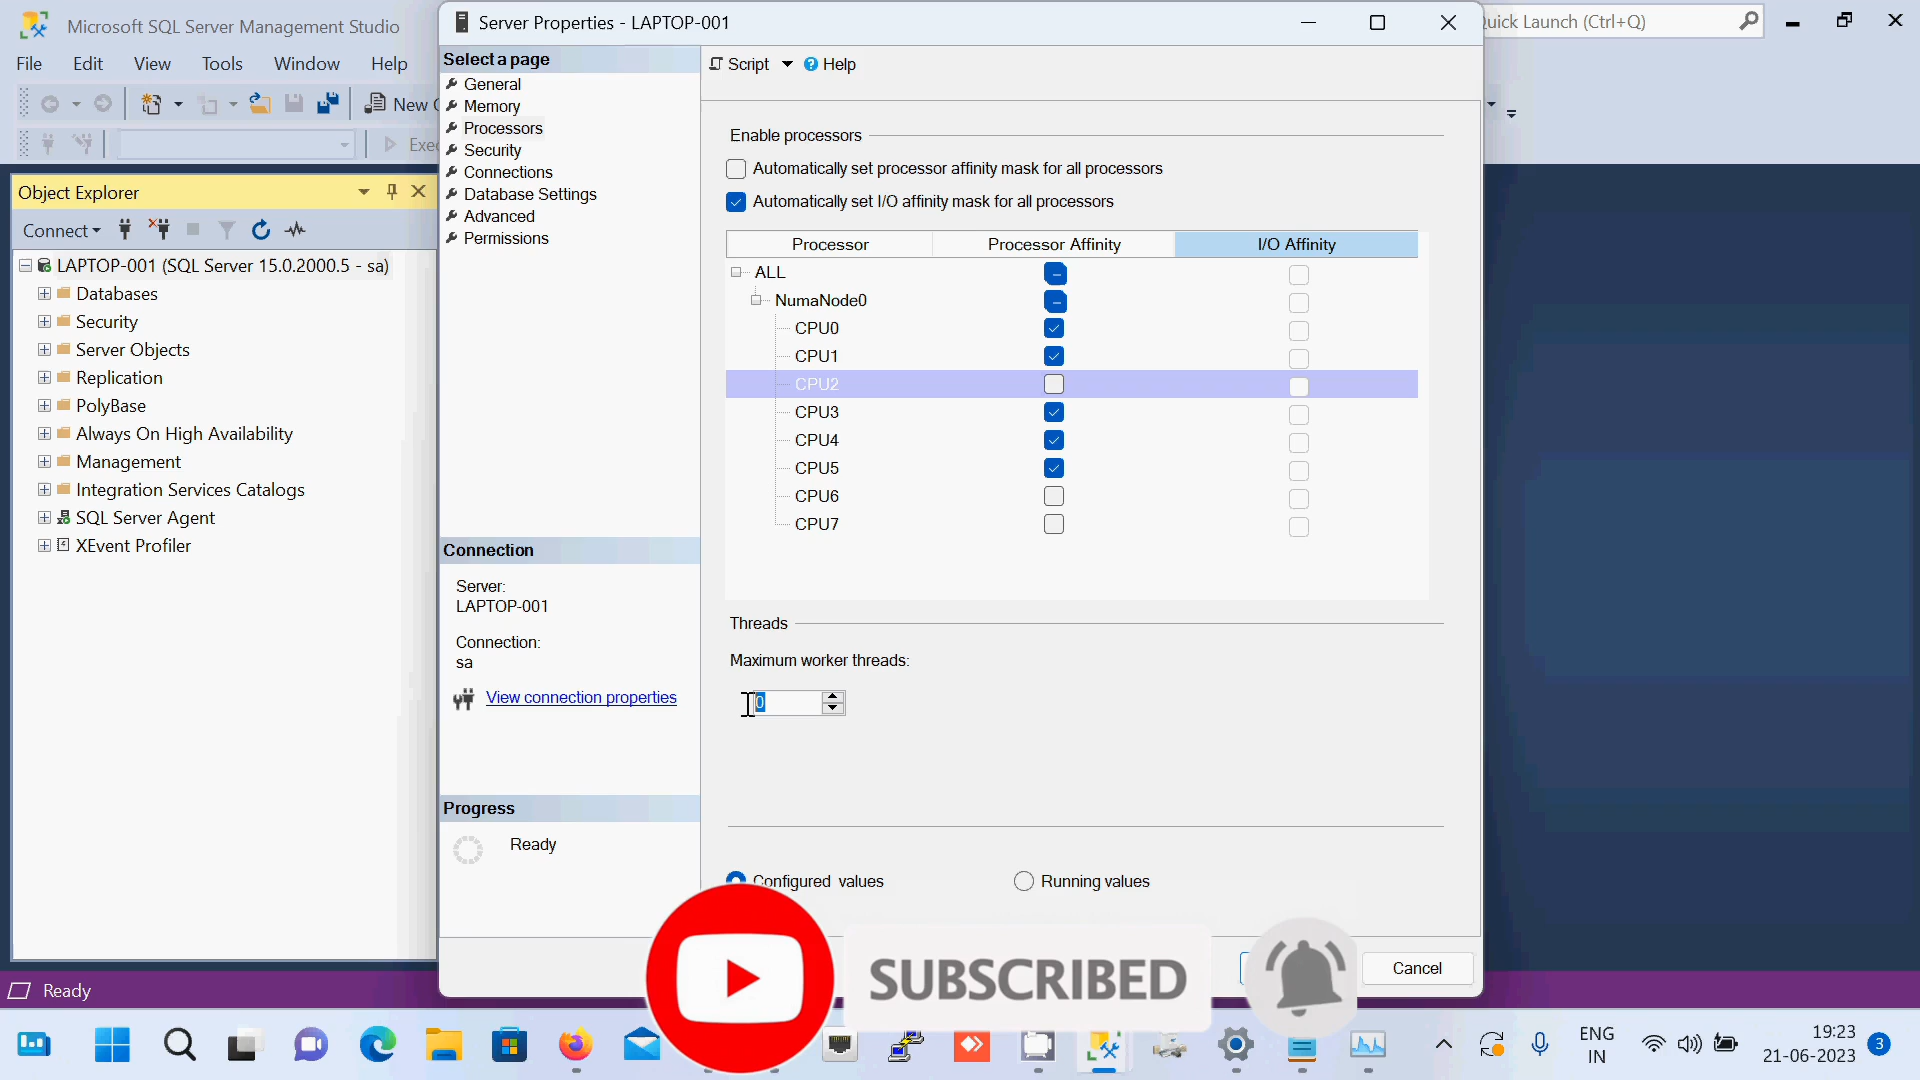 Microsoft SQL Server Management Studio
Quick Launch (Ctrl+Q)
File Edit View Tools Window Help
New
Object Explorer
Connect
LAPTOP-001 (SQL Server 15.0.2000.5 - sa)
Databases
Security
Server Objects
Replication
PolyBase
Always On High Availability
Management
Integration Services Catalogs
SQL Server Agent
XEvent Profiler
Ready
Server Properties - LAPTOP-001
Select a page
General
Memory
Processors
Security
Connections
Database Settings
Advanced
Permissions
Connection
Server:
LAPTOP-001
Connection:
sa
View connection properties
Progress
Ready
Script Help
Enable processors
Automatically set processor affinity mask for all processors
Automatically set I/O affinity mask for all processors
Processor Processor Affinity I/O Affinity
ALL
NumaNode0
CPU0
CPU1
CPU2
CPU3
CPU4
CPU5
CPU6
CPU7
Threads
Maximum worker threads:
0
Configured values Running values
Cancel
SUBSCRIBED
ENG
IN
19:23
21-06-2023
3